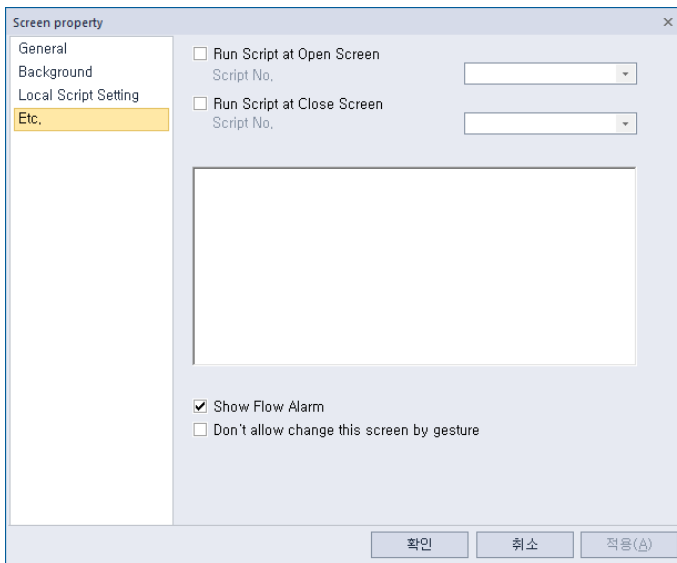 Screen property
General
Background
Local Script Setting
Etc,
Run Script at Open Screen
Script No,
Run Script at Close Screen
Script No,
Show Flow Alarm
Don't allow change this screen by gesture
확인
취소
적용(A)